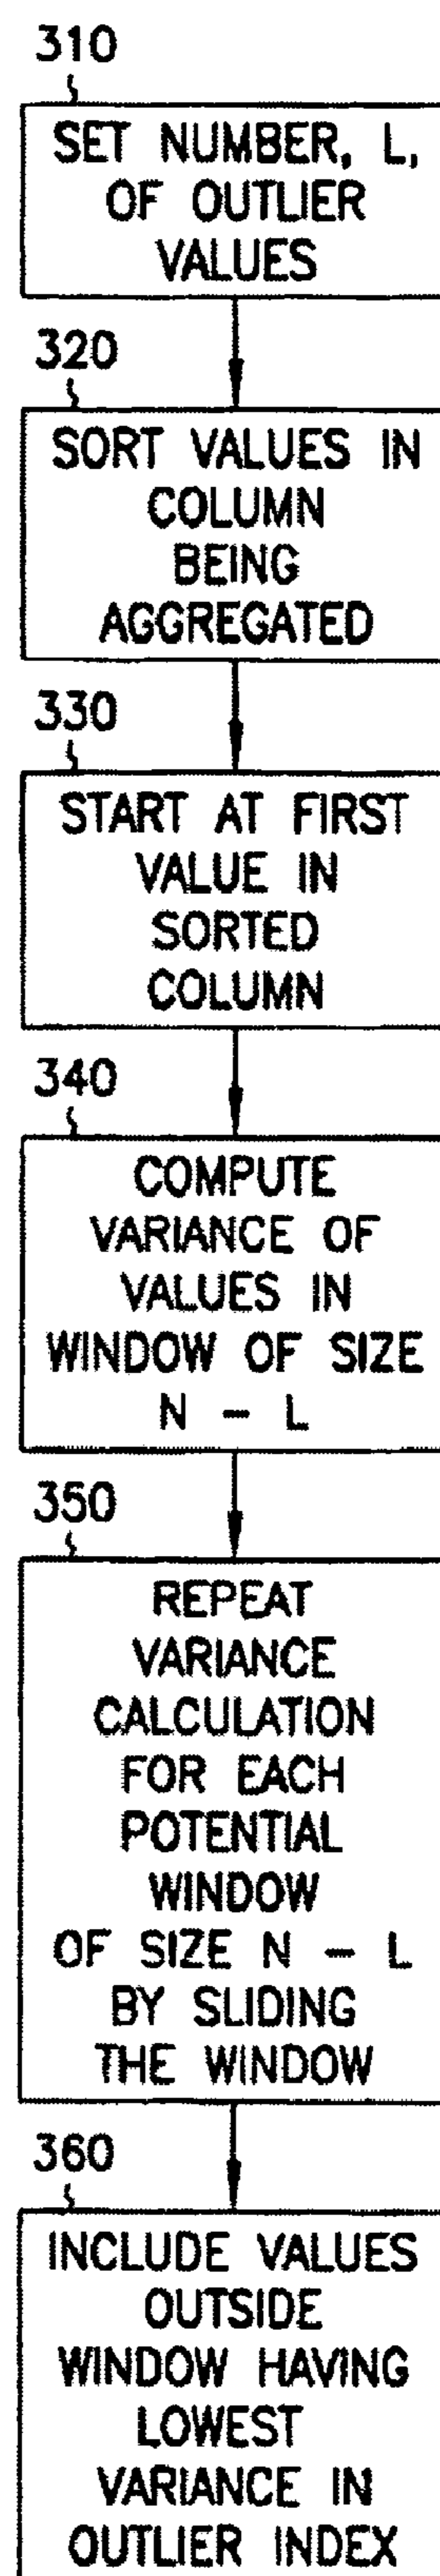 310
SET NUMBER, L,
OF OUTLIER
VALUES
320
SORT VALUES IN
COLUMN
BEING
AGGREGATED
330
START AT FIRST
VALUE IN
SORTED
COLUMN
340
COMPUTE
VARIANCE OF
VALUES IN
WINDOW OF SIZE
N - L
350
REPEAT
VARIANCE
CALCULATION
FOR EACH
POTENTIAL
WINDOW
OF SIZE N - L
BY SLIDING
THE WINDOW
360
INCLUDE VALUES
OUTSIDE
WINDOW HAVING
LOWEST
VARIANCE IN
OUTLIER INDEX